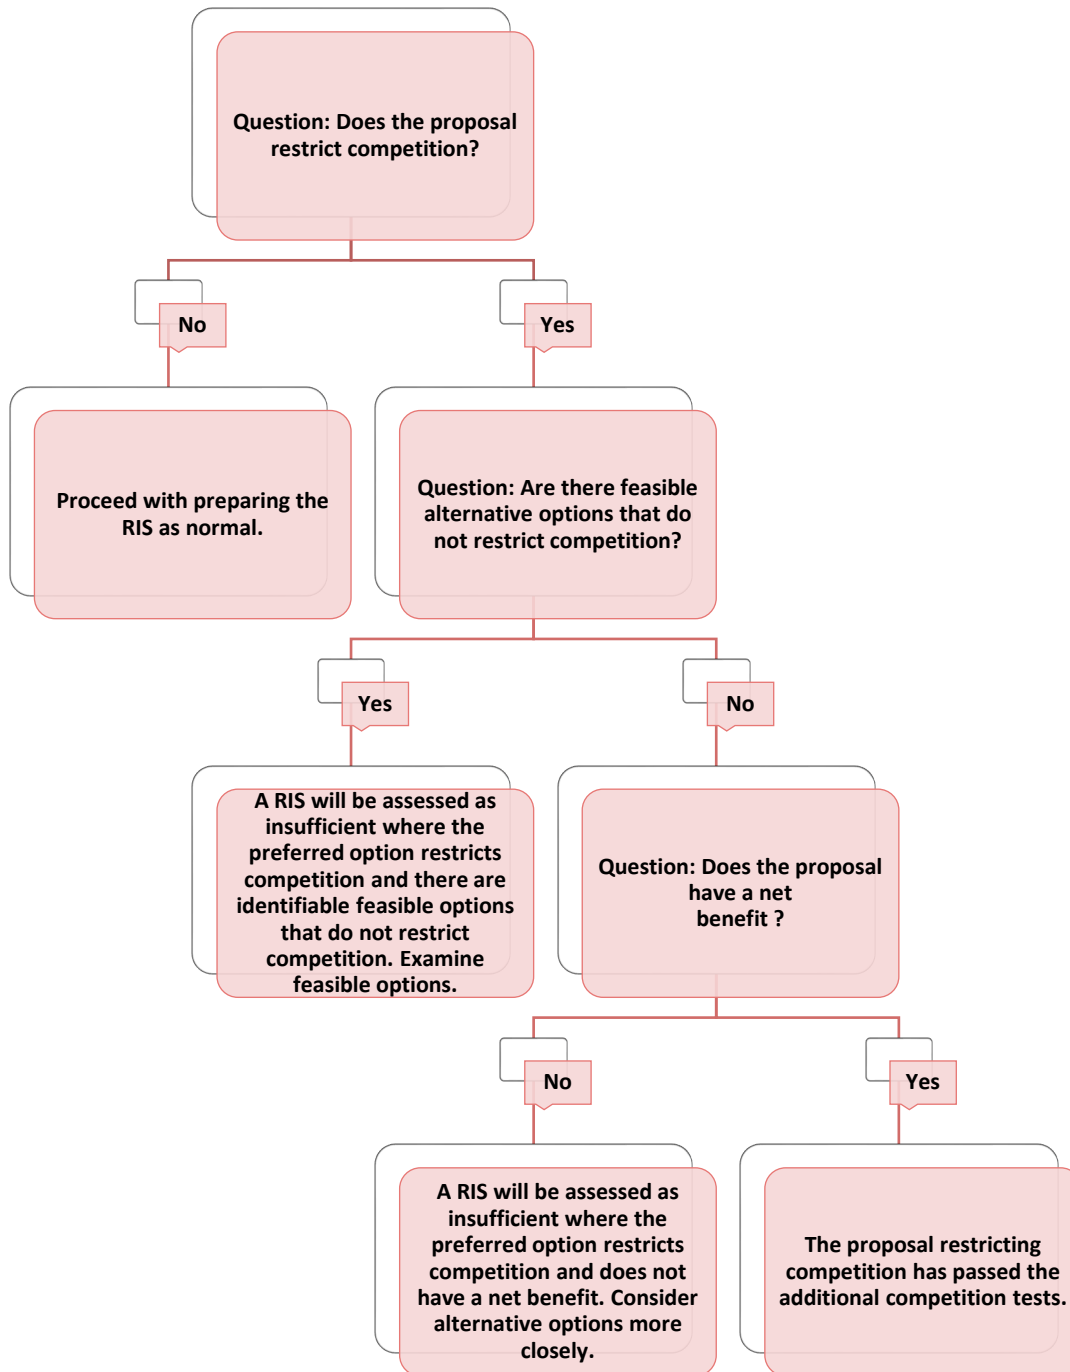 Question: Does the proposal
restrict competition?
No
Yes
Proceed with preparing the
RIS as normal.
Question: Are there feasible
alternative options that do
not restrict competition?
Yes
No
A RIS will be assessed as
insufficient where the
preferred option restricts
competition and there are
identifiable feasible options
that do not restrict
competition. Examine
feasible options.
Question: Does the proposal
have a net
benefit ?
No
Yes
A RIS will be assessed as
insufficient where the
preferred option restricts
competition and does not
have a net benefit. Consider
alternative options more
closely.
The proposal restricting
competition has passed the
additional competition tests.